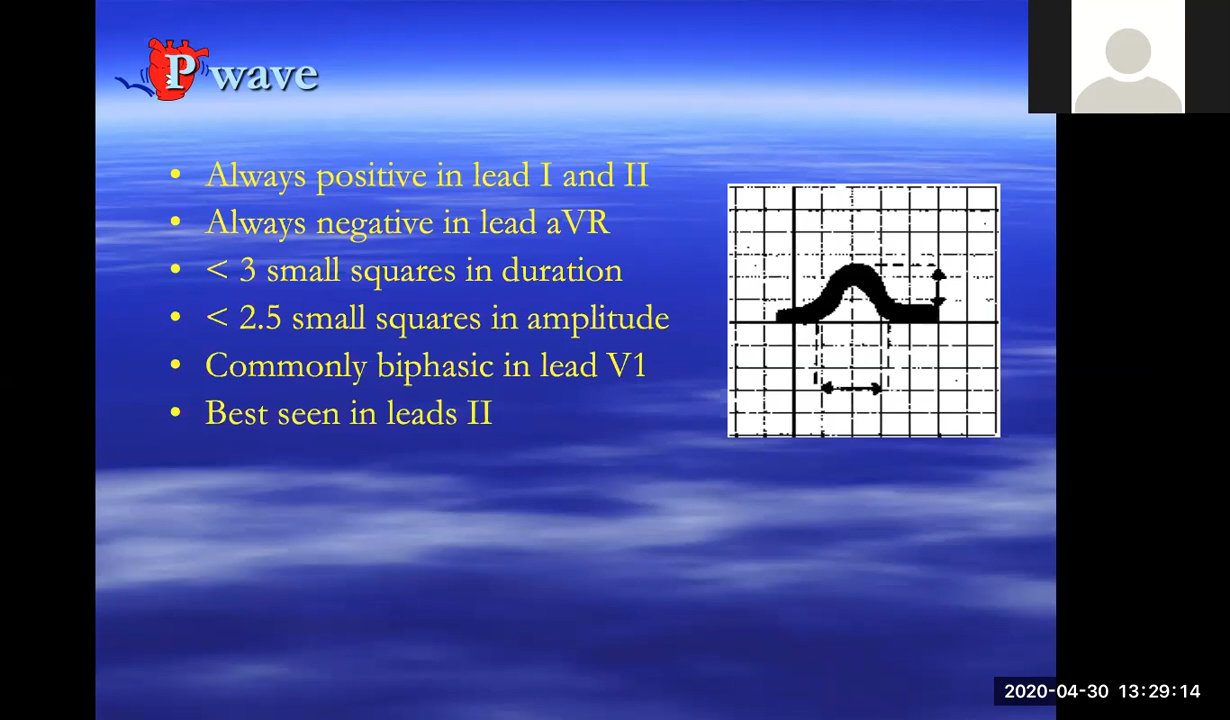 P wave
• Always positive in lead I and II
• Always negative in lead aVR
• < 3 small squares in duration
• < 2.5 small squares in amplitude
• Commonly biphasic in lead V1
• Best seen in leads II
2020-04-30 13:29:14